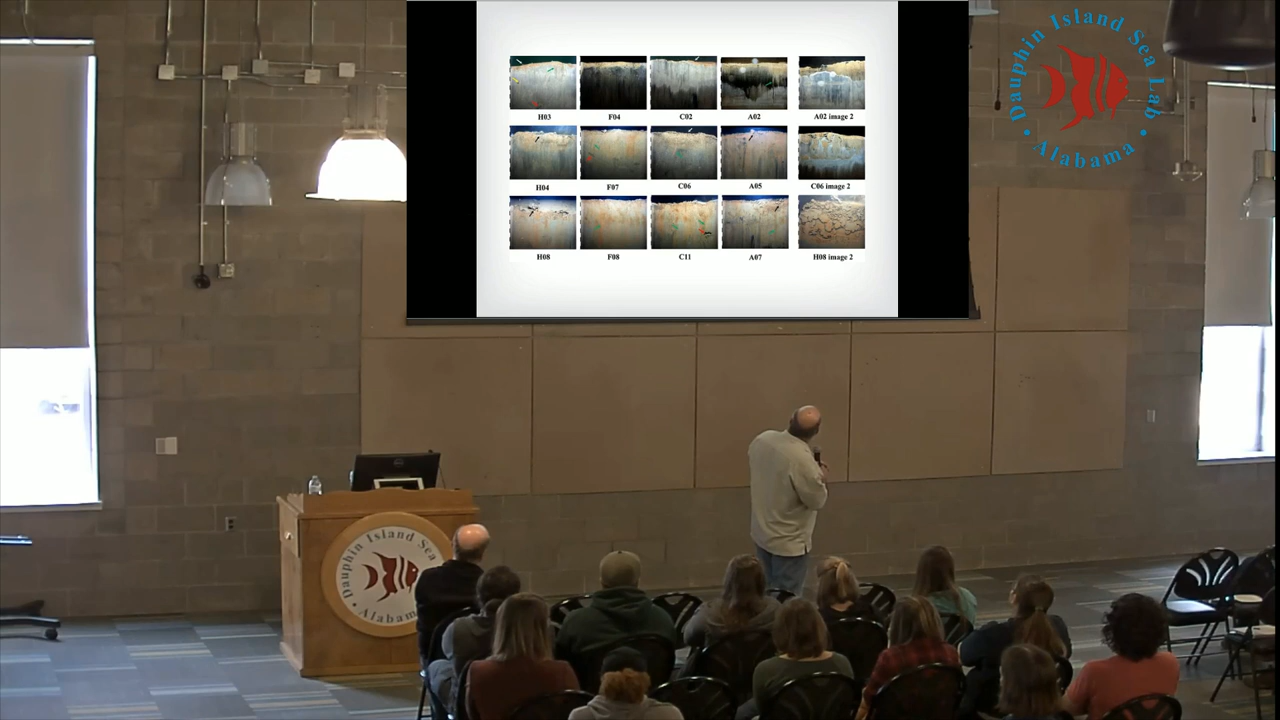 H03 F04 C02 A02 A02 image 2
H04 F07 C06 A05 C06 image 2
H08 F08 C11 A07 H08 image 2
Dauphin Island Sea Lab
• Alabama •
Dauphin Island Sea
Alabama